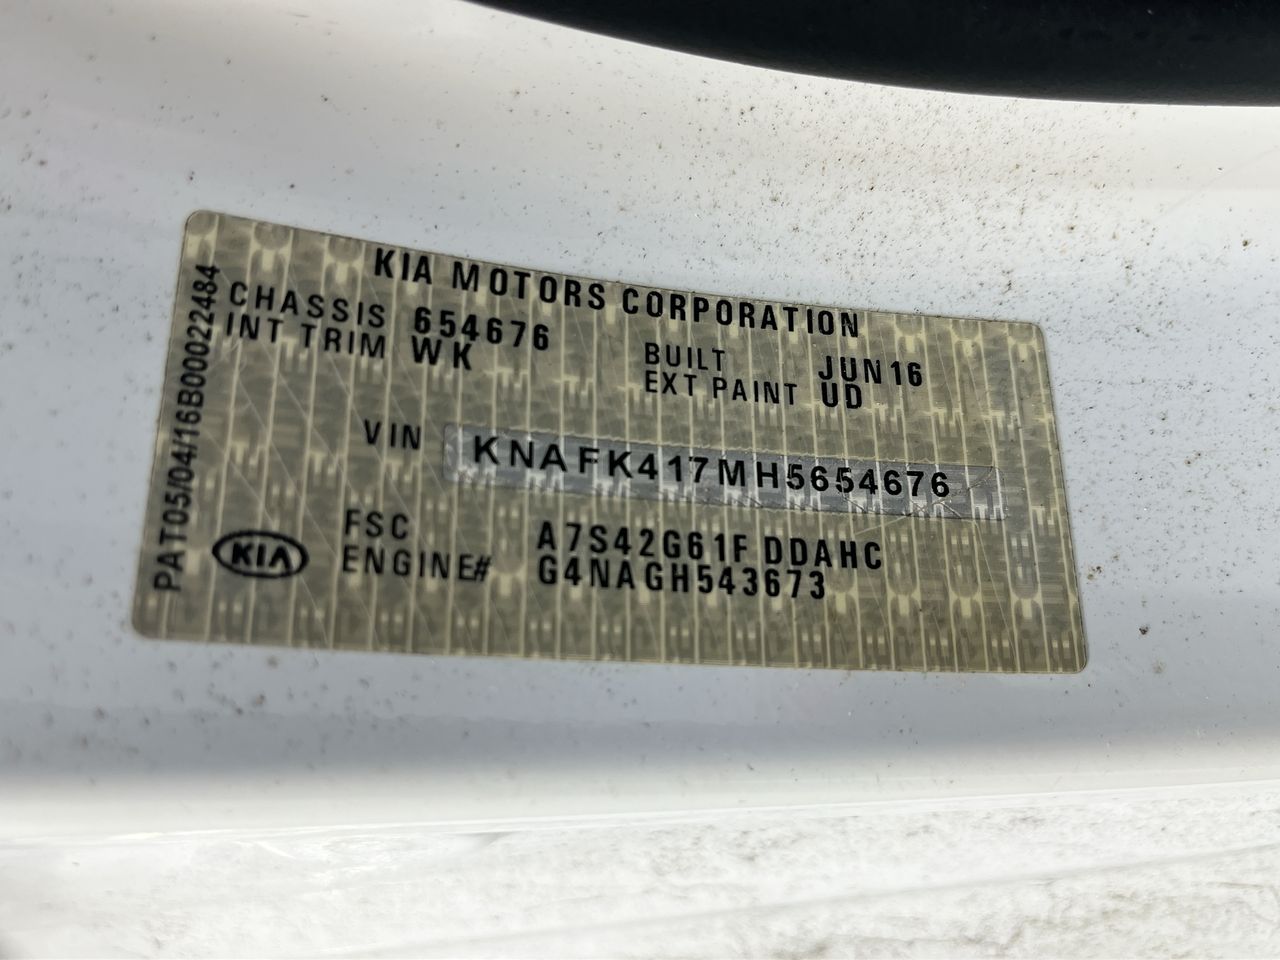 KIA MOTORS CORPORATION
CHASSIS 654676
INT TRIM WK
BUILT JUN16
EXT PAINT UD
VIN KNAFK417MH5654676
FSC A7S42G61F DDAHC
ENGINE# G4NAGH543673
KIA
PAT05/04/16B00022484